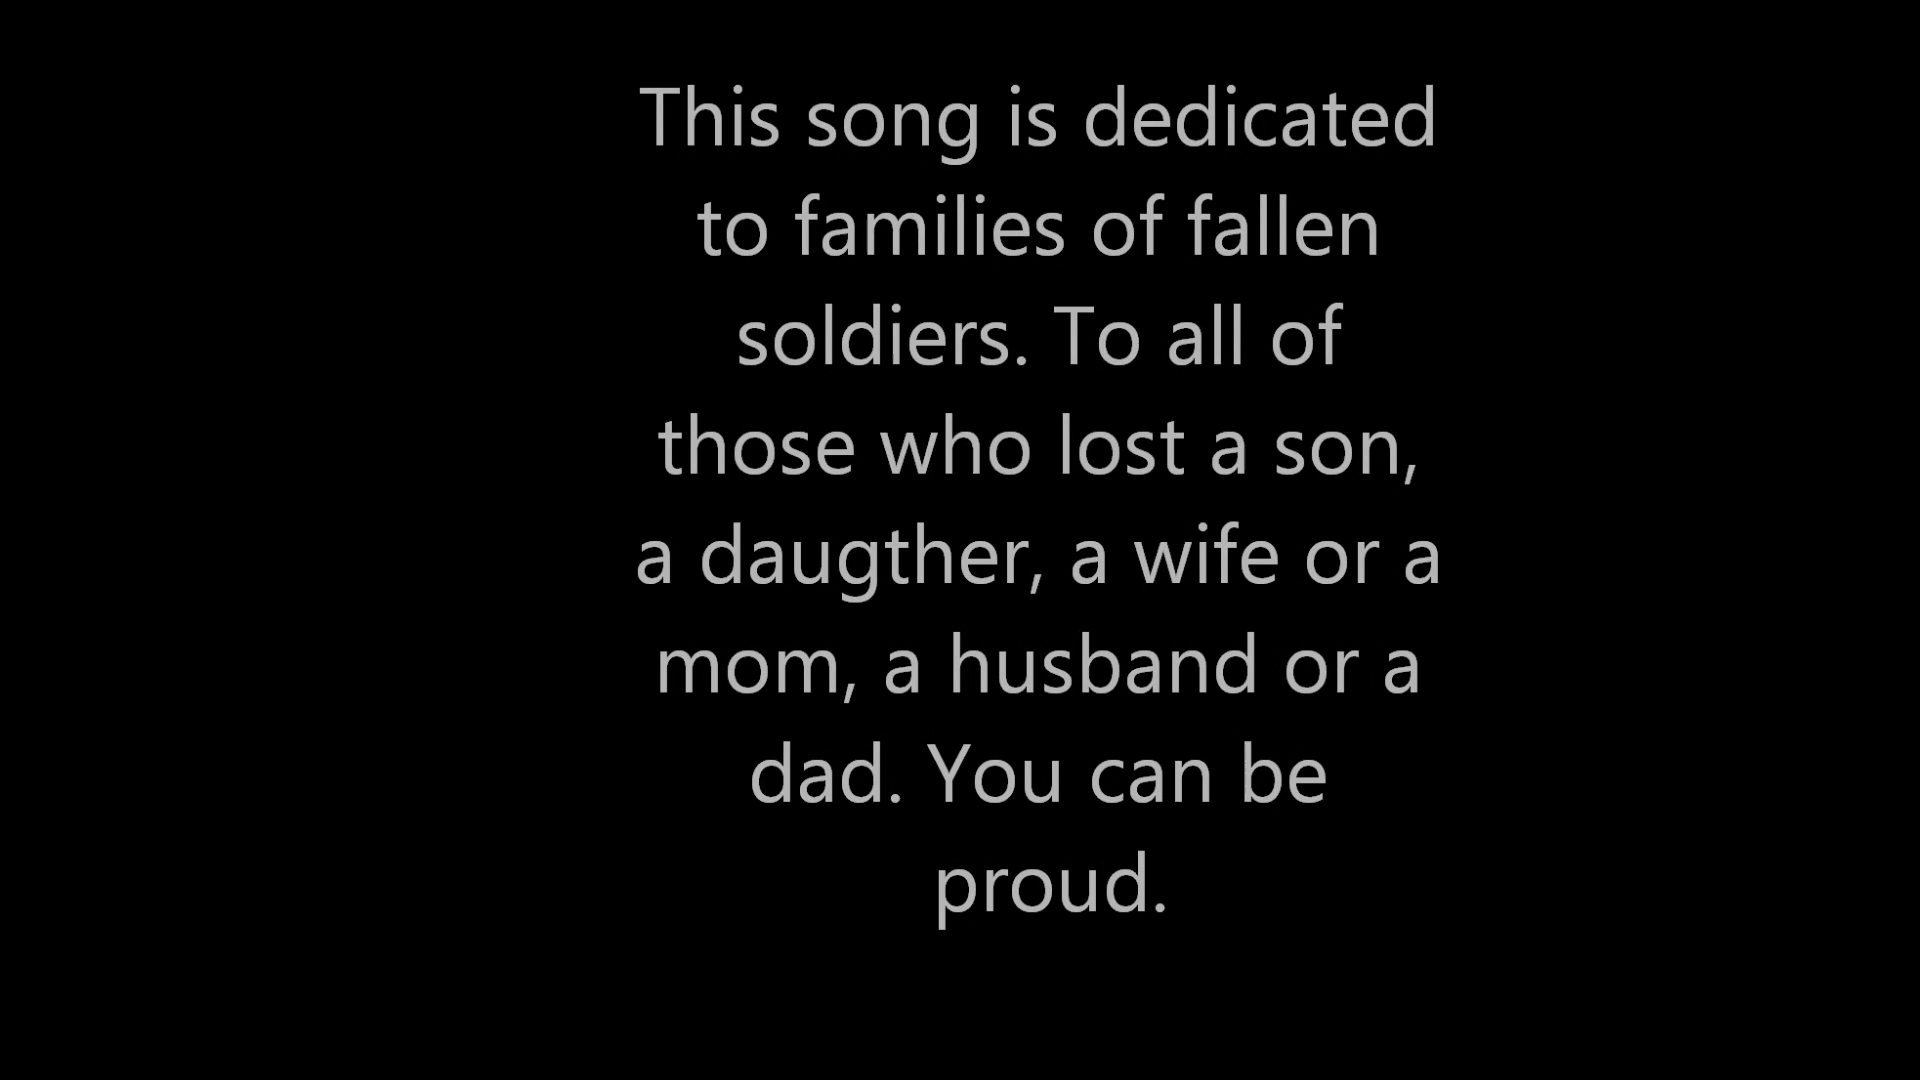 This song is dedicated
to families of fallen
soldiers. To all of
those who lost a son,
a daugther, a wife or a
mom, a husband or a
dad. You can be
proud.